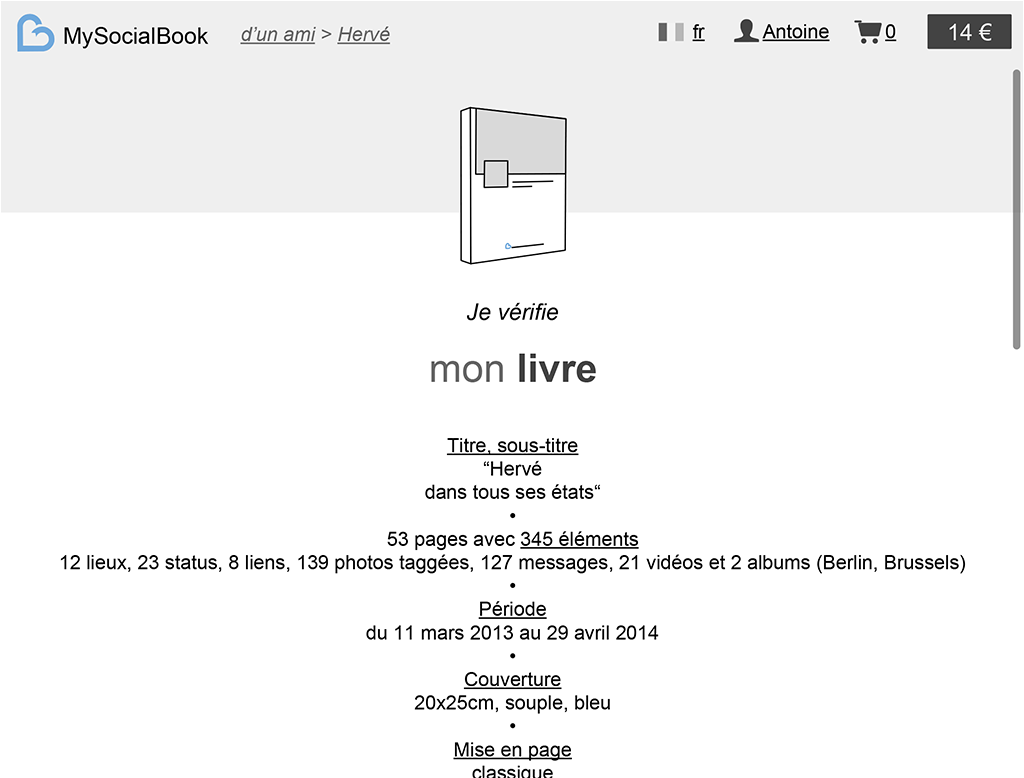 MySocialBook d'un ami > Hervé fr Antoine 0 14 €
Je vérifie
mon livre
Titre, sous-titre
“Hervé
dans tous ses états“
•
53 pages avec 345 éléments
12 lieux, 23 status, 8 liens, 139 photos taggées, 127 messages, 21 vidéos et 2 albums (Berlin, Brussels)
•
Période
du 11 mars 2013 au 29 avril 2014
•
Couverture
20x25cm, souple, bleu
•
Mise en page
classique